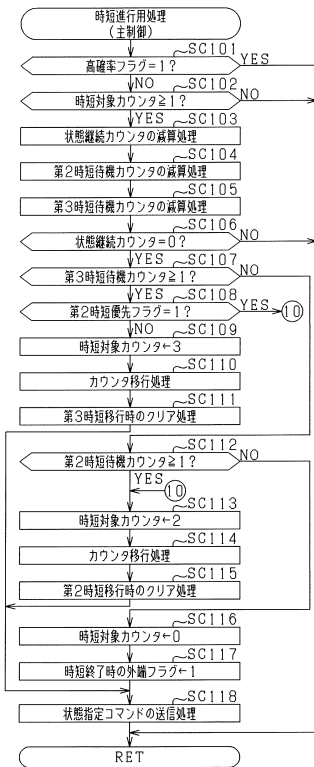 時短進行用処理
(主制御)
SC101
高確率フラグ=1?
YES
NO
SC102
時短対象カウンタ≧1?
NO
YES
SC103
状態継続カウンタの減算処理
SC104
第2時短待機カウンタの減算処理
SC105
第3時短待機カウンタの減算処理
SC106
状態継続カウンタ=0?
NO
YES
SC107
第3時短待機カウンタ≧1?
NO
YES
SC108
第2時短優先フラグ=1?
YES
10
NO
SC109
時短対象カウンタ←3
SC110
カウンタ移行処理
SC111
第3時短移行時のクリア処理
SC112
第2時短待機カウンタ≧1?
NO
YES
10
SC113
時短対象カウンタ←2
SC114
カウンタ移行処理
SC115
第2時短移行時のクリア処理
SC116
時短対象カウンタ←0
SC117
時短終了時の外端フラグ←1
SC118
状態指定コマンドの送信処理
RET